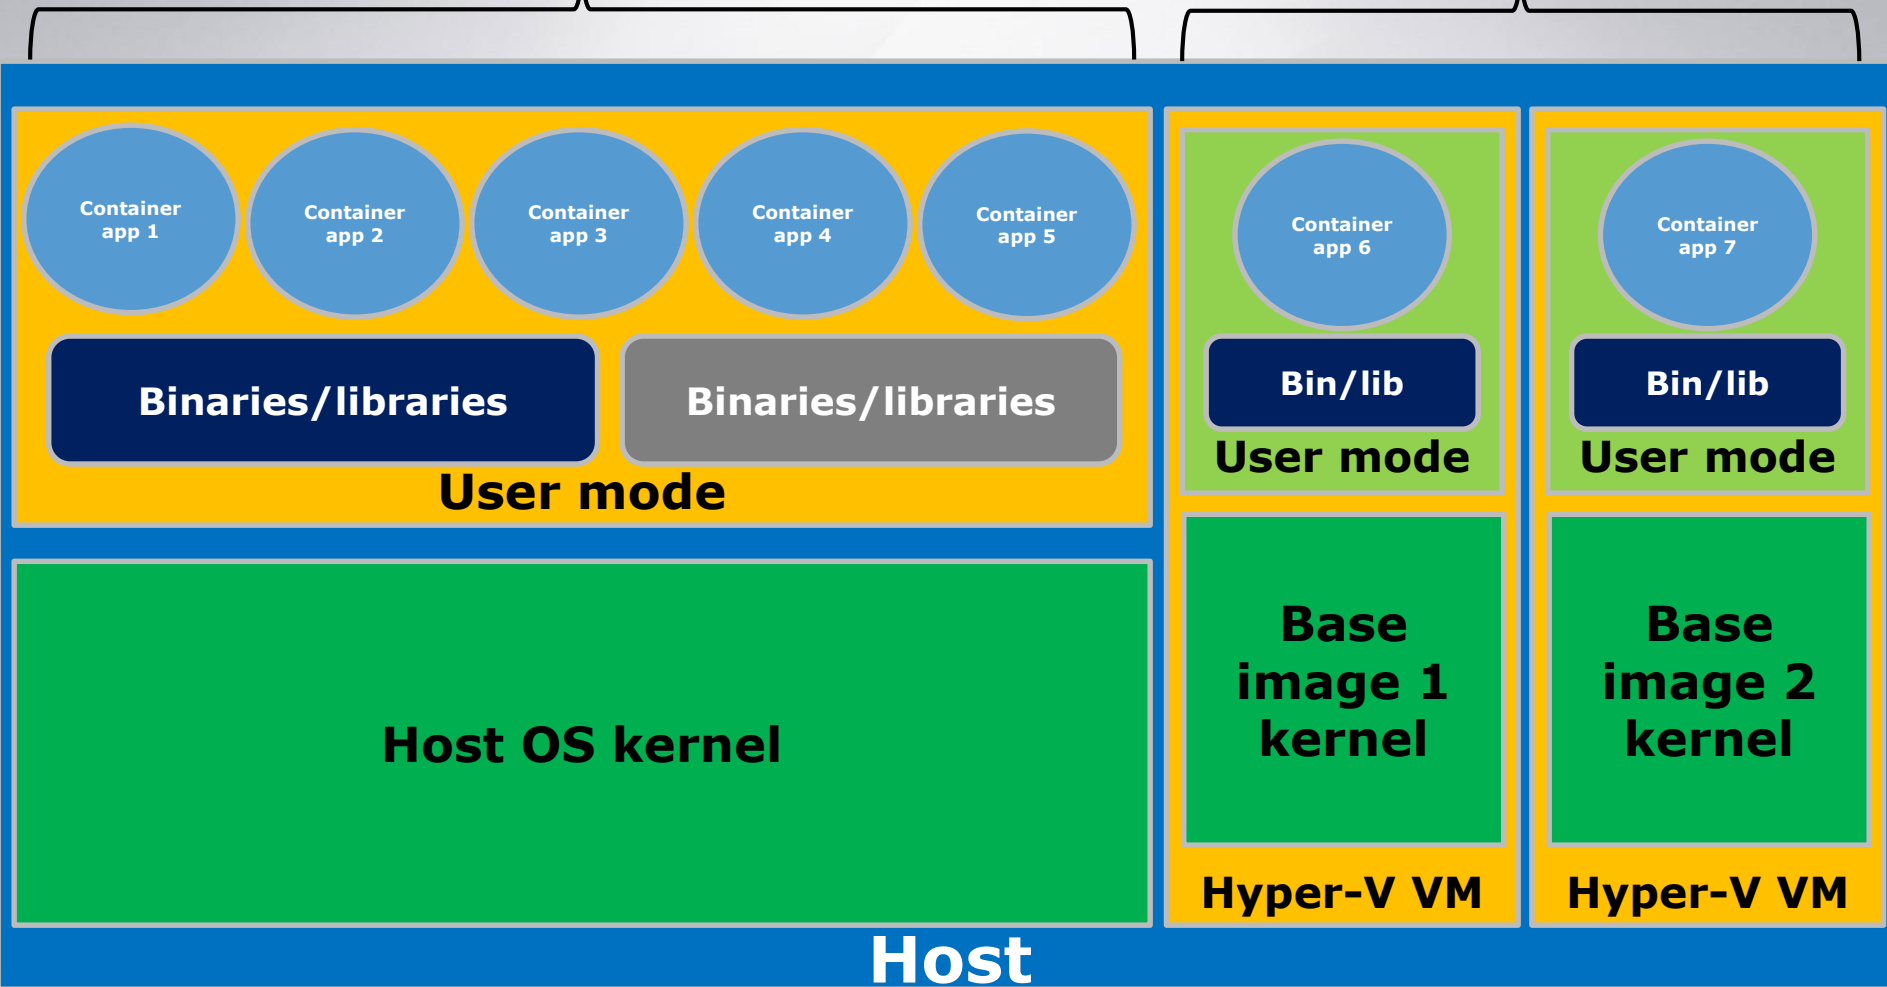 Container
app 1
Container
app 2
Container
app 3
Container
app 4
Container
app 5
Binaries/libraries
Binaries/libraries
User mode
Host OS kernel
Container
app 6
Bin/lib
User mode
Base
image 1
kernel
Hyper-V VM
Container
app 7
Bin/lib
User mode
Base
image 2
kernel
Hyper-V VM
Host